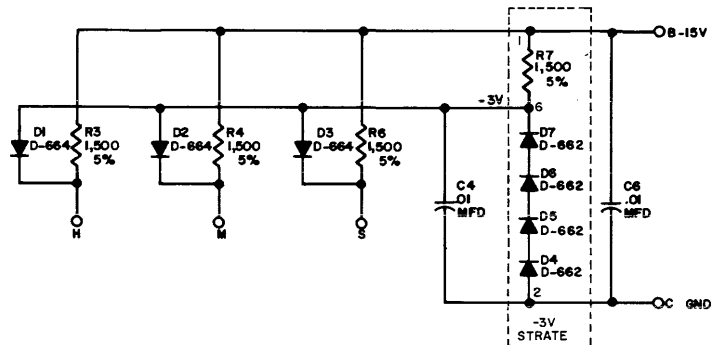 B-15V
1
R7
1,500
5%
-3V
6
D1
D-664
R3
1,500
5%
D2
D-664
R4
1,500
5%
D3
D-664
R6
1,500
5%
D7
D-662
D6
D-662
D5
D-662
D4
D-662
C4
.01
MFD
C6
.01
MFD
H
M
S
2
C GND
-3V
STRATE